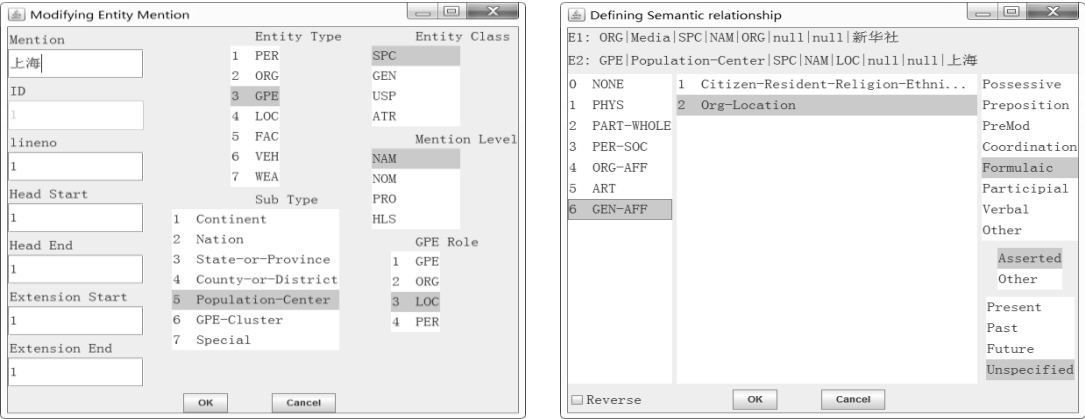 Modifying Entity Mention
Mention
上海
ID
1
lineno
1
Head Start
1
Head End
1
Extension Start
1
Extension End
1
Entity Type
1 PER
2 ORG
3 GPE
4 LOC
5 FAC
6 VEH
7 WEA
Sub Type
1 Continent
2 Nation
3 State-or-Province
4 County-or-District
5 Population-Center
6 GPE-Cluster
7 Special
Entity Class
SPC
GEN
USP
ATR
Mention Level
NAM
NOM
PRO
HLS
GPE Role
1 GPE
2 ORG
3 LOC
4 PER
OK
Cancel
Defining Semantic relationship
E1: ORG|Media|SPC|NAM|ORG|null|null|新华社
E2: GPE|Population-Center|SPC|NAM|LOC|null|null|上海
0 NONE
1 PHYS
2 PART-WHOLE
3 PER-SOC
4 ORG-AFF
5 ART
6 GEN-AFF
1 Citizen-Resident-Religion-Ethni...
2 Org-Location
Possessive
Preposition
PreMod
Coordination
Formulaic
Participial
Verbal
Other
Asserted
Other
Present
Past
Future
Unspecified
Reverse
OK
Cancel